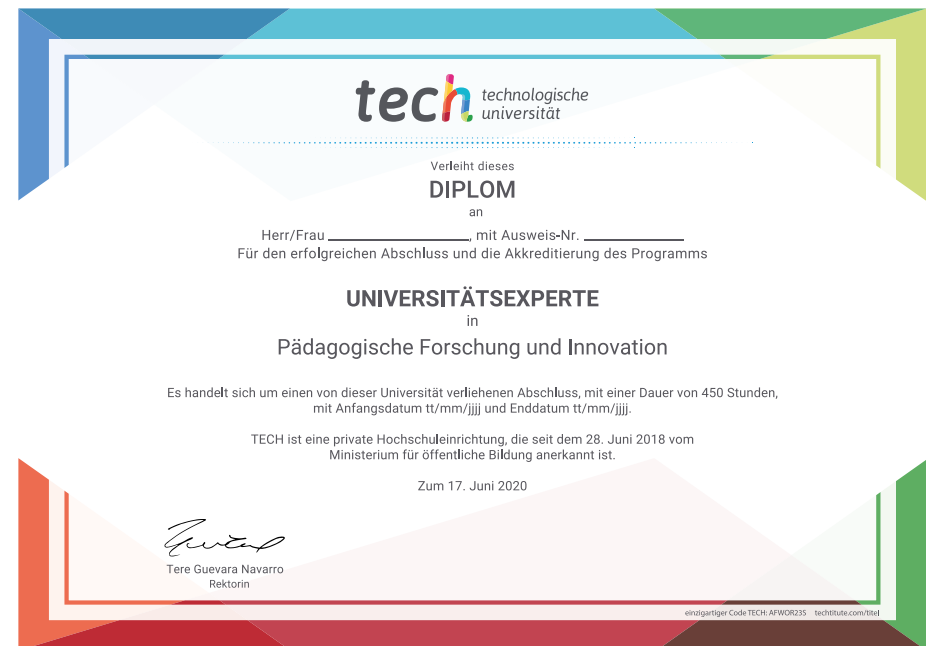 tech technologische
universität
Verleiht dieses
DIPLOM
an
Herr/Frau ____________________, mit Ausweis-Nr. ______________
Für den erfolgreichen Abschluss und die Akkreditierung des Programms
UNIVERSITÄTSEXPERTE
in
Pädagogische Forschung und Innovation
Es handelt sich um einen von dieser Universität verliehenen Abschluss, mit einer Dauer von 450 Stunden,
mit Anfangsdatum tt/mm/jjjj und Enddatum tt/mm/jjjj.
TECH ist eine private Hochschuleinrichtung, die seit dem 28. Juni 2018 vom
Ministerium für öffentliche Bildung anerkannt ist.
Zum 17. Juni 2020
Tere Guevara Navarro
Rektorin
einzigartiger Code TECH: AFWOR23S techtitute.com/titel